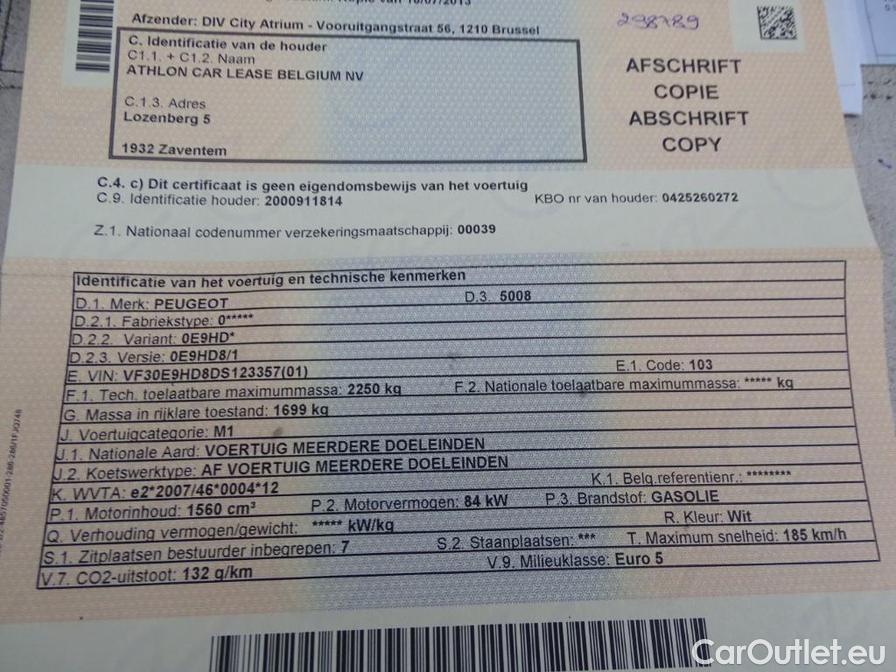 Afzender: DIV City Atrium - Vooruitgangstraat 56, 1210 Brussel
298789
C. Identificatie van de houder
C1.1. + C1.2. Naam
ATHLON CAR LEASE BELGIUM NV
C.1.3. Adres
Lozenberg 5
1932 Zaventem
AFSCHRIFT
COPIE
ABSCHRIFT
COPY
C.4. c) Dit certificaat is geen eigendomsbewijs van het voertuig
C.9. Identificatie houder: 2000911814 KBO nr van houder: 0425260272
Z.1. Nationaal codenummer verzekeringsmaatschappij: 00039
Identificatie van het voertuig en technische kenmerken
D.1. Merk: PEUGEOT D.3. 5008
D.2.1. Fabriekstype: 0*****
D.2.2. Variant: 0E9HD*
D.2.3. Versie: 0E9HD8/1
E. VIN: VF30E9HD8DS123357(01) E.1. Code: 103
F.1. Tech. toelaatbare maximummassa: 2250 kg F.2. Nationale toelaatbare maximummassa: ***** kg
G. Massa in rijklare toestand: 1699 kg
J. Voertuigcategorie: M1
J.1. Nationale Aard: VOERTUIG MEERDERE DOELEINDEN
J.2. Koetswerktype: AF VOERTUIG MEERDERE DOELEINDEN
K. WVTA: e2*2007/46*0004*12 K.1. Belg.referentienr.: ********
P.1. Motorinhoud: 1560 cm³ P.2. Motorvermogen: 84 kW P.3. Brandstof: GASOLIE
Q. Verhouding vermogen/gewicht: ***** kW/kg R. Kleur: Wit
S.1. Zitplaatsen bestuurder inbegrepen: 7 S.2. Staanplaatsen: *** T. Maximum snelheid: 185 km/h
V.7. CO2-uitstoot: 132 g/km V.9. Milieuklasse: Euro 5
CarOutlet.eu